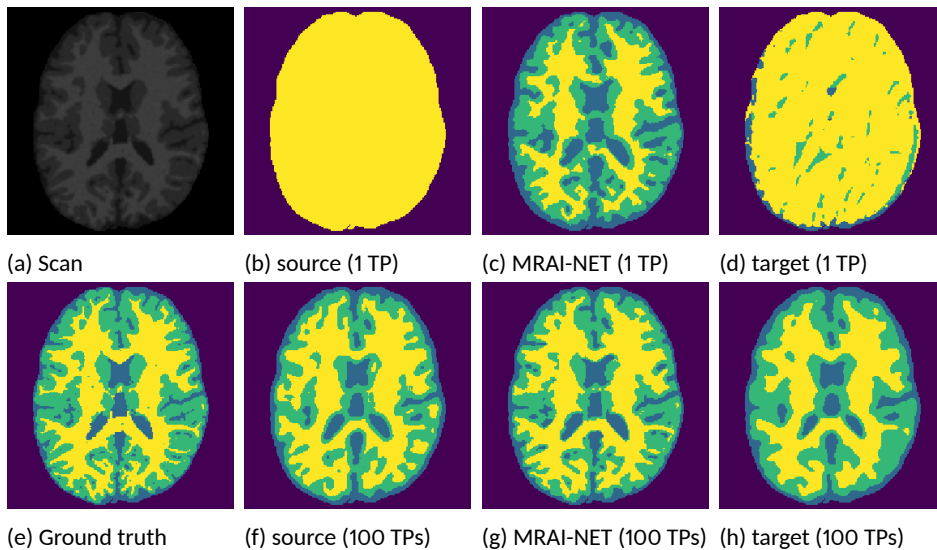 (a) Scan
(b) source (1 TP)
(c) MRAI-NET (1 TP)
(d) target (1 TP)
(e) Ground truth
(f) source (100 TPs)
(g) MRAI-NET (100 TPs)
(h) target (100 TPs)